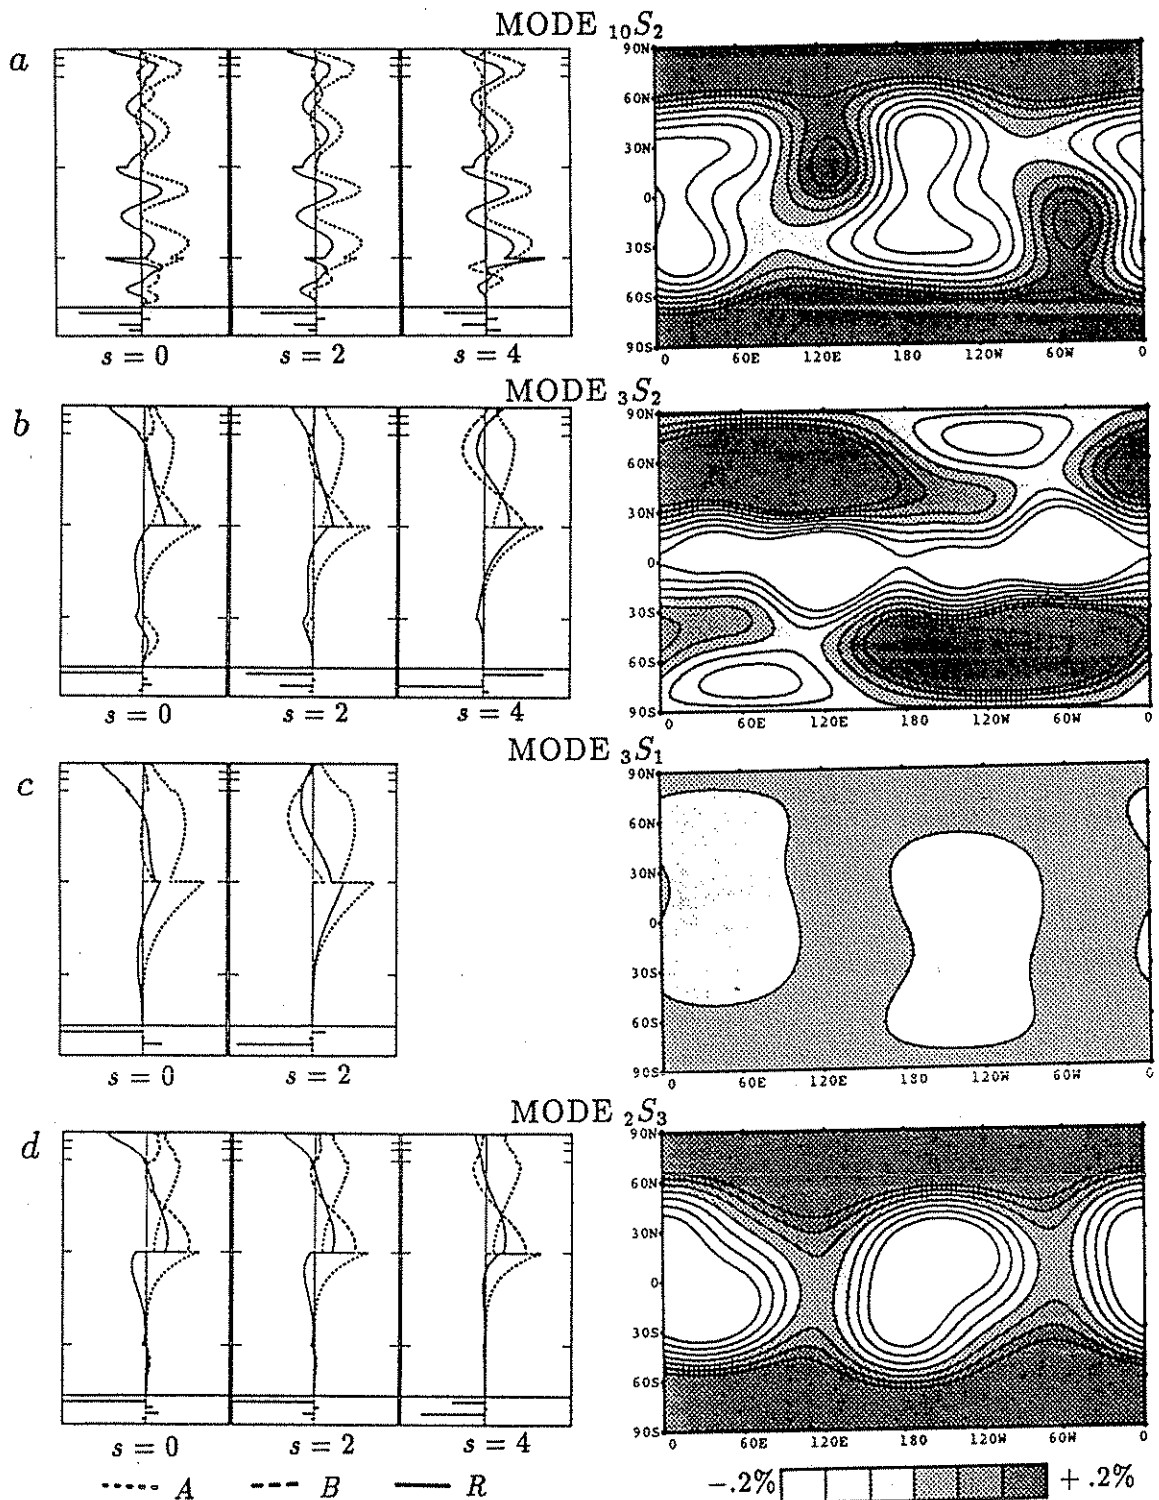 MODE ₁₀S₂
a
90N
60N
30N
0
30S
60S
90S
0 60E 120E 180 120W 60W 0
s = 0 s = 2 s = 4
MODE ₃S₂
b
90N
60N
30N
0
30S
60S
90S
0 60E 120E 180 120W 60W 0
s = 0 s = 2 s = 4
MODE ₃S₁
c
90N
60N
30N
0
30S
60S
90S
0 60E 120E 180 120W 60W 0
s = 0 s = 2
MODE ₂S₃
d
90N
60N
30N
0
30S
60S
90S
0 60E 120E 180 120W 60W 0
s = 0 s = 2 s = 4
A B R
−.2% + .2%